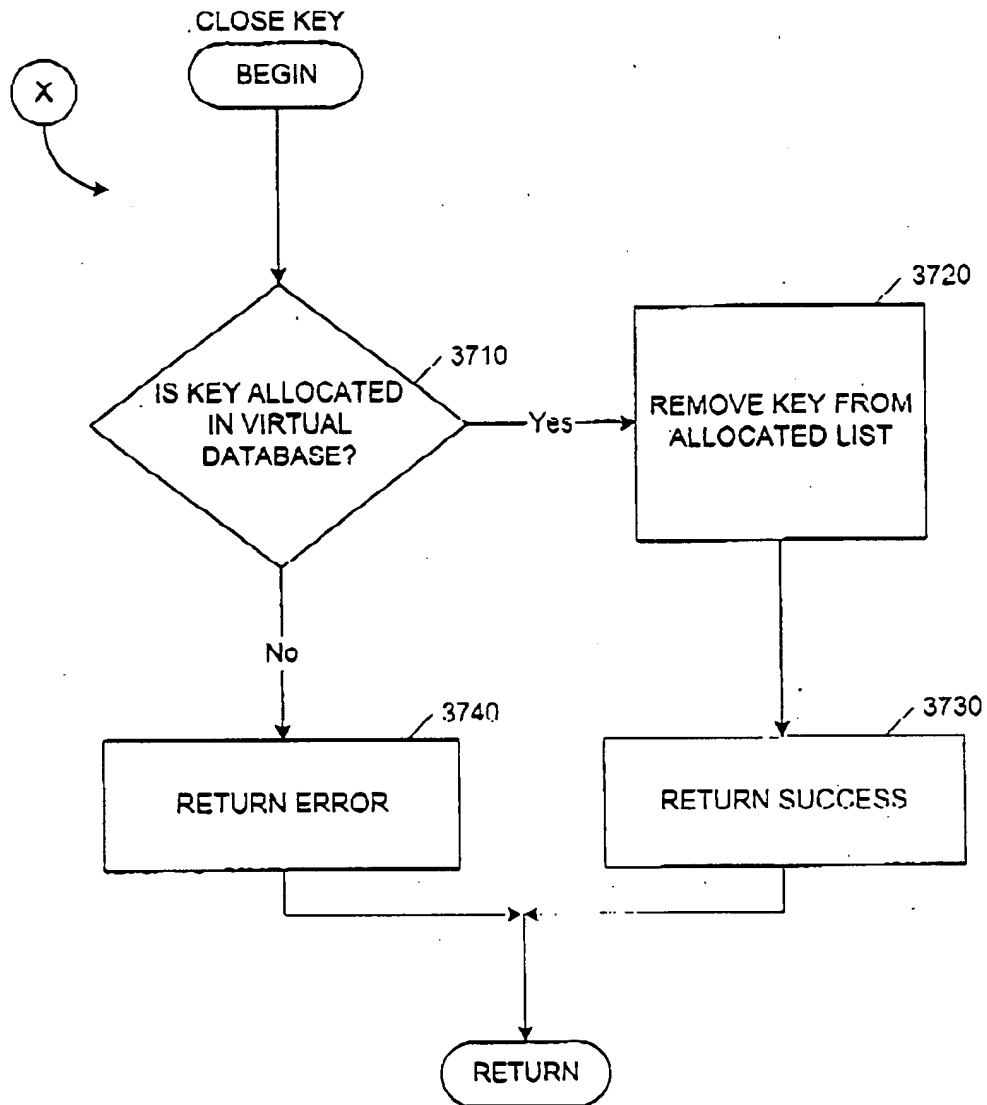 CLOSE KEY
BEGIN
X
3710
IS KEY ALLOCATED
IN VIRTUAL
DATABASE?
Yes
3720
REMOVE KEY FROM
ALLOCATED LIST
No
3740
RETURN ERROR
3730
RETURN SUCCESS
RETURN